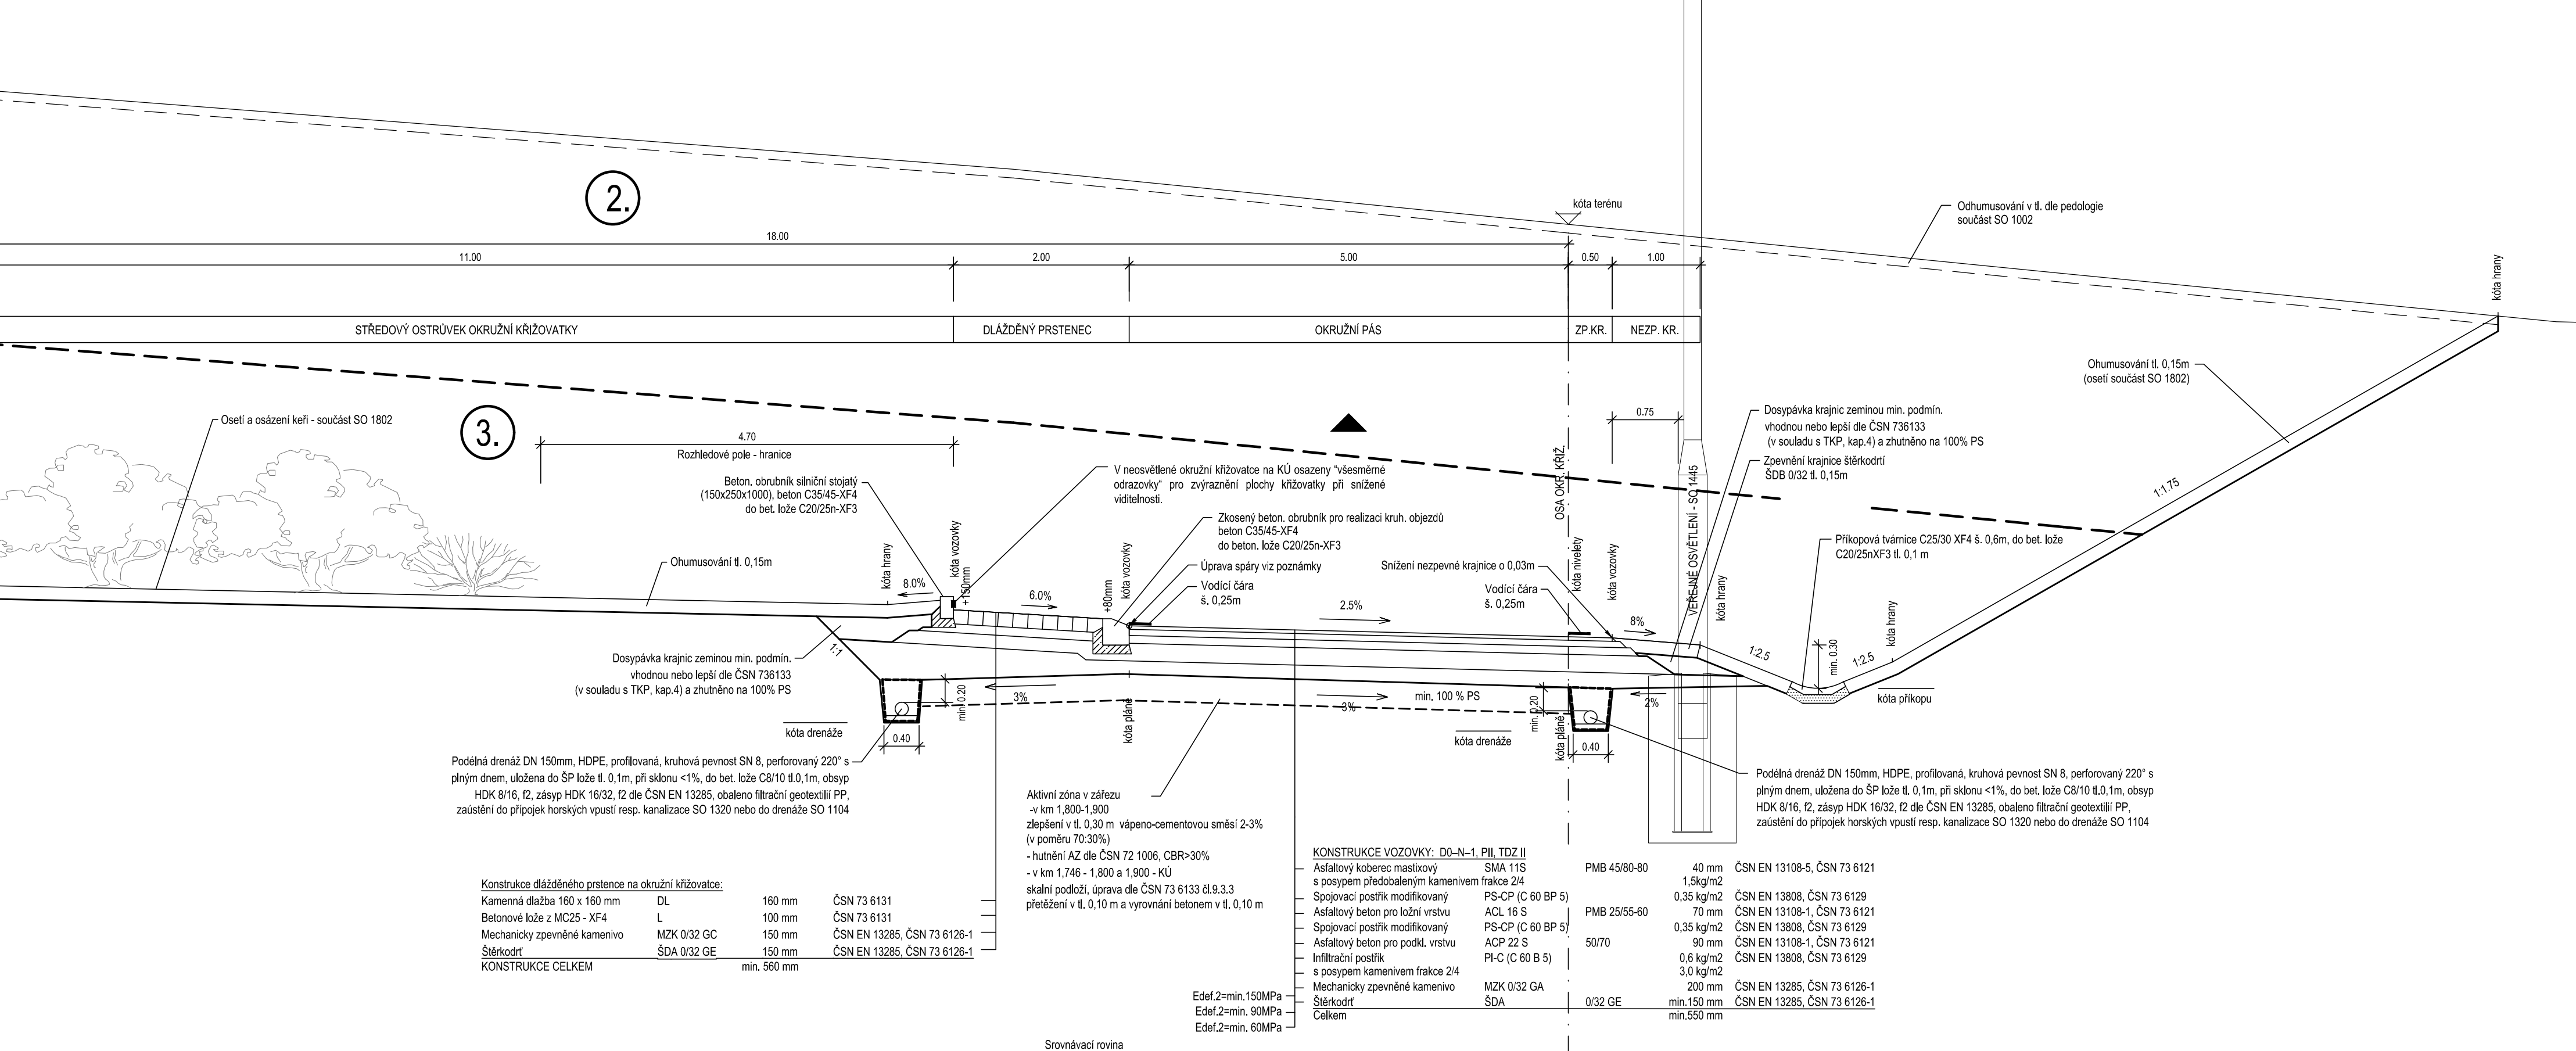 kóta terénu
Odhumusování v tl. dle pedologie
součást SO 1002
2.
18.00
11.00
2.00
5.00
0.50
1.00
kóta hrany
STŘEDOVÝ OSTRŮVEK OKRUŽNÍ KŘIŽOVATKY
DLÁŽDĚNÝ PRSTENEC
OKRUŽNÍ PÁS
ZP.KR.
NEZP. KR.
Ohumusování tl. 0,15m
(osetí součást SO 1802)
3.
Osetí a osázení keři - součást SO 1802
4.70
Rozhledové pole - hranice
0.75
Dosypávka krajnic zeminou min. podmín.
vhodnou nebo lepší dle ČSN 736133
(v souladu s TKP, kap.4) a zhutněno na 100% PS
Zpevnění krajnice štěrkodrtí
ŠDB 0/32 tl. 0,15m
V neosvětlené okružní křižovatce na KÚ osazeny "všesměrné
odrazovky" pro zvýraznění plochy křižovatky při snížené
viditelnosti.
Beton. obrubník silniční stojatý
(150x250x1000), beton C35/45-XF4
do bet. lože C20/25n-XF3
OSA OKR. KŘIŽ.
VEŘEJNÉ OSVĚTLENÍ - SO 1445
1:1.75
Zkosený beton. obrubník pro realizaci kruh. objezdů
beton C35/45-XF4
do beton. lože C20/25n-XF3
Příkopová tvárnice C25/30 XF4 š. 0,6m, do bet. lože
C20/25nXF3 tl. 0,1 m
Ohumusování tl. 0,15m
kóta hrany
8.0%
kóta vozovky
+150mm
6.0%
+80mm
kóta vozovky
Úprava spáry viz poznámky
Vodící čára
š. 0,25m
2.5%
Snížení nezpevné krajnice o 0,03m
Vodící čára
š. 0,25m
kóta nivelety
kóta vozovky
8%
kóta hrany
1:2.5
min. 0.30
1:2.5
kóta hrany
1:1
Dosypávka krajnic zeminou min. podmín.
vhodnou nebo lepší dle ČSN 736133
(v souladu s TKP, kap.4) a zhutněno na 100% PS
min. 0.20
3%
kóta pláně
3%
min. 100 % PS
min. 0.20
kóta pláně
2%
kóta příkopu
kóta drenáže
0.40
kóta drenáže
0.40
Podélná drenáž DN 150mm, HDPE, profilovaná, kruhová pevnost SN 8, perforovaný 220° s
plným dnem, uložena do ŠP lože tl. 0,1m, při sklonu <1%, do bet. lože C8/10 tl.0,1m, obsyp
HDK 8/16, f2, zásyp HDK 16/32, f2 dle ČSN EN 13285, obaleno filtrační geotextilií PP,
zaústění do přípojek horských vpustí resp. kanalizace SO 1320 nebo do drenáže SO 1104
Podélná drenáž DN 150mm, HDPE, profilovaná, kruhová pevnost SN 8, perforovaný 220° s
plným dnem, uložena do ŠP lože tl. 0,1m, při sklonu <1%, do bet. lože C8/10 tl.0,1m, obsyp
HDK 8/16, f2, zásyp HDK 16/32, f2 dle ČSN EN 13285, obaleno filtrační geotextilií PP,
zaústění do přípojek horských vpustí resp. kanalizace SO 1320 nebo do drenáže SO 1104
Aktivní zóna v zářezu
-v km 1,800-1,900
zlepšení v tl. 0,30 m vápeno-cementovou směsí 2-3%
(v poměru 70:30%)
- hutnění AZ dle ČSN 72 1006, CBR>30%
- v km 1,746 - 1,800 a 1,900 - KÚ
skalní podloží, úprava dle ČSN 73 6133 čl.9.3.3
přetěžení v tl. 0,10 m a vyrovnání betonem v tl. 0,10 m
Konstrukce dlážděného prstence na okružní křižovatce:
Kamenná dlažba 160 x 160 mm DL 160 mm ČSN 73 6131
Betonové lože z MC25 - XF4 L 100 mm ČSN 73 6131
Mechanicky zpevněné kamenivo MZK 0/32 GC 150 mm ČSN EN 13285, ČSN 73 6126-1
Štěrkodrť ŠDA 0/32 GE 150 mm ČSN EN 13285, ČSN 73 6126-1
KONSTRUKCE CELKEM min. 560 mm
KONSTRUKCE VOZOVKY: D0–N–1, PII, TDZ II
Asfaltový koberec mastixový SMA 11S PMB 45/80-80 40 mm ČSN EN 13108-5, ČSN 73 6121
s posypem předobaleným kamenivem frakce 2/4 1,5kg/m2
Spojovací postřik modifikovaný PS-CP (C 60 BP 5) 0,35 kg/m2 ČSN EN 13808, ČSN 73 6129
Asfaltový beton pro ložní vrstvu ACL 16 S PMB 25/55-60 70 mm ČSN EN 13108-1, ČSN 73 6121
Spojovací postřik modifikovaný PS-CP (C 60 BP 5) 0,35 kg/m2 ČSN EN 13808, ČSN 73 6129
Asfaltový beton pro podkl. vrstvu ACP 22 S 50/70 90 mm ČSN EN 13108-1, ČSN 73 6121
Infiltrační postřik PI-C (C 60 B 5) 0,6 kg/m2 ČSN EN 13808, ČSN 73 6129
s posypem kamenivem frakce 2/4 3,0 kg/m2
Mechanicky zpevněné kamenivo MZK 0/32 GA 200 mm ČSN EN 13285, ČSN 73 6126-1
Štěrkodrť ŠDA 0/32 GE min.150 mm ČSN EN 13285, ČSN 73 6126-1
Celkem min.550 mm
Edef.2=min.150MPa
Edef.2=min. 90MPa
Edef.2=min. 60MPa
Srovnávací rovina